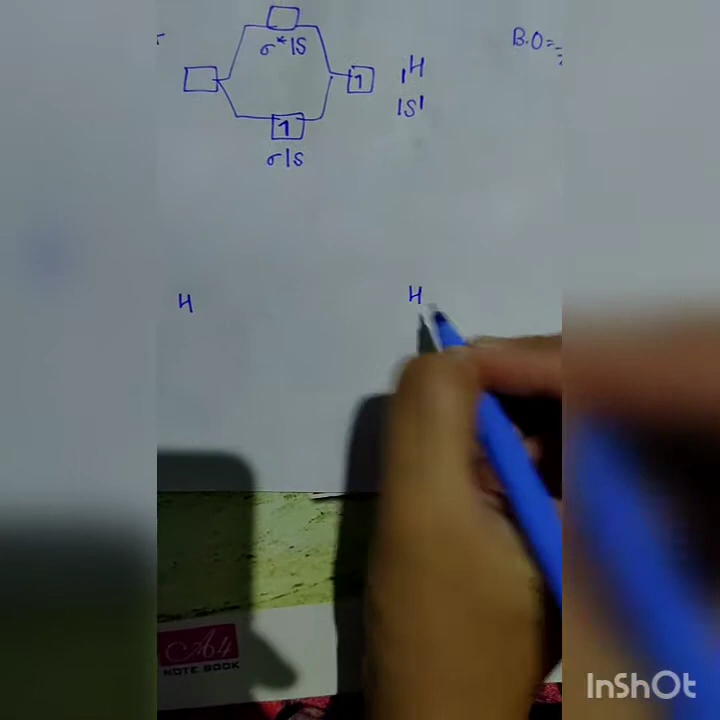 σ*1S
1
1H
1S1
B.O=
1
σ1S
H
H
A4
NOTE BOOK
InShOt